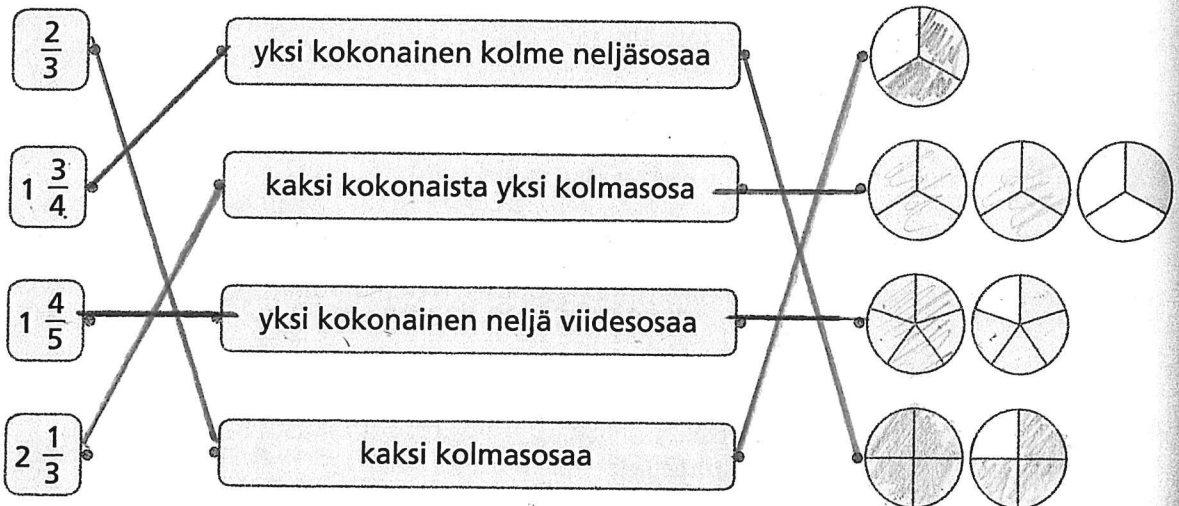 2/3 yksi kokonainen kolme neljäsosaa
1 3/4 kaksi kokonaista yksi kolmasosa
1 4/5 yksi kokonainen neljä viidesosaa
2 1/3 kaksi kolmasosaa